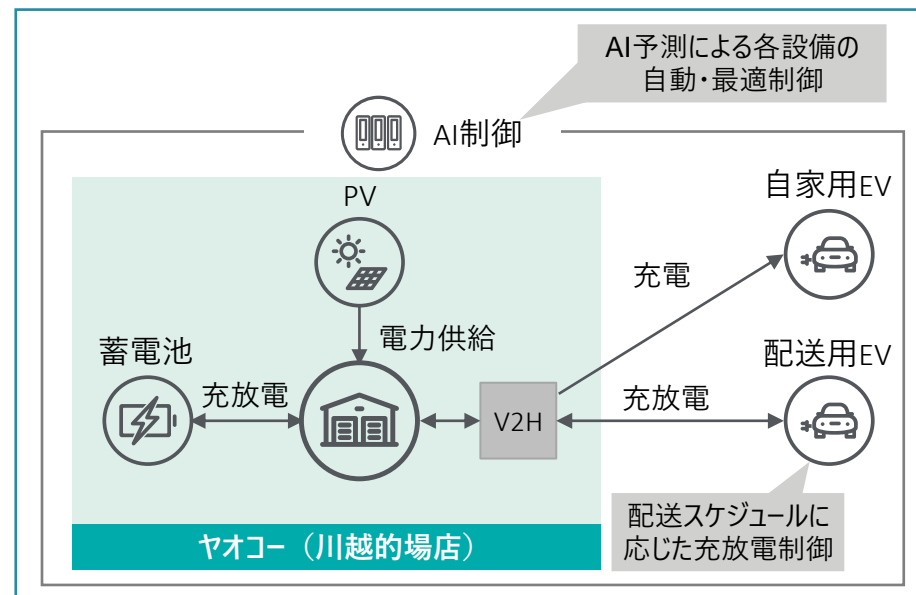 AI予測による各設備の
自動・最適制御
AI制御
PV
自家用EV
充電
電力供給
蓄電池
配送用EV
充放電
V2H
充放電
配送スケジュールに
応じた充放電制御
ヤオコー（川越的場店）